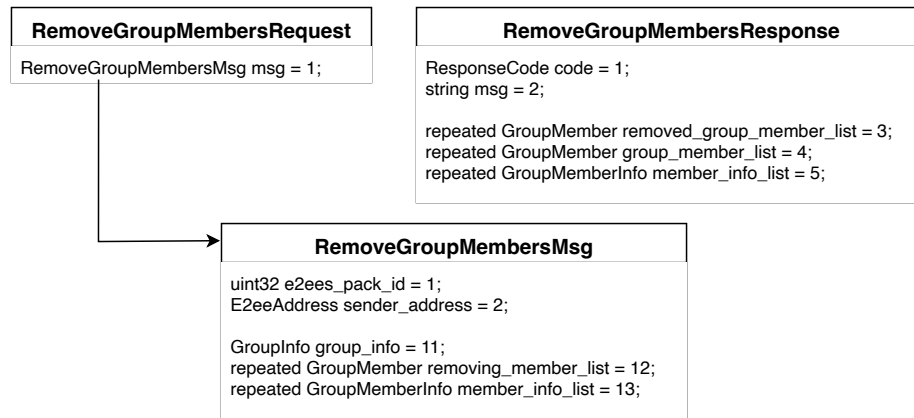 RemoveGroupMembersRequest
RemoveGroupMembersMsg msg = 1;
RemoveGroupMembersResponse
ResponseCode code = 1;
string msg = 2;
repeated GroupMember removed_group_member_list = 3;
repeated GroupMember group_member_list = 4;
repeated GroupMemberInfo member_info_list = 5;
RemoveGroupMembersMsg
uint32 e2ees_pack_id = 1;
E2eeAddress sender_address = 2;
GroupInfo group_info = 11;
repeated GroupMember removing_member_list = 12;
repeated GroupMemberInfo member_info_list = 13;